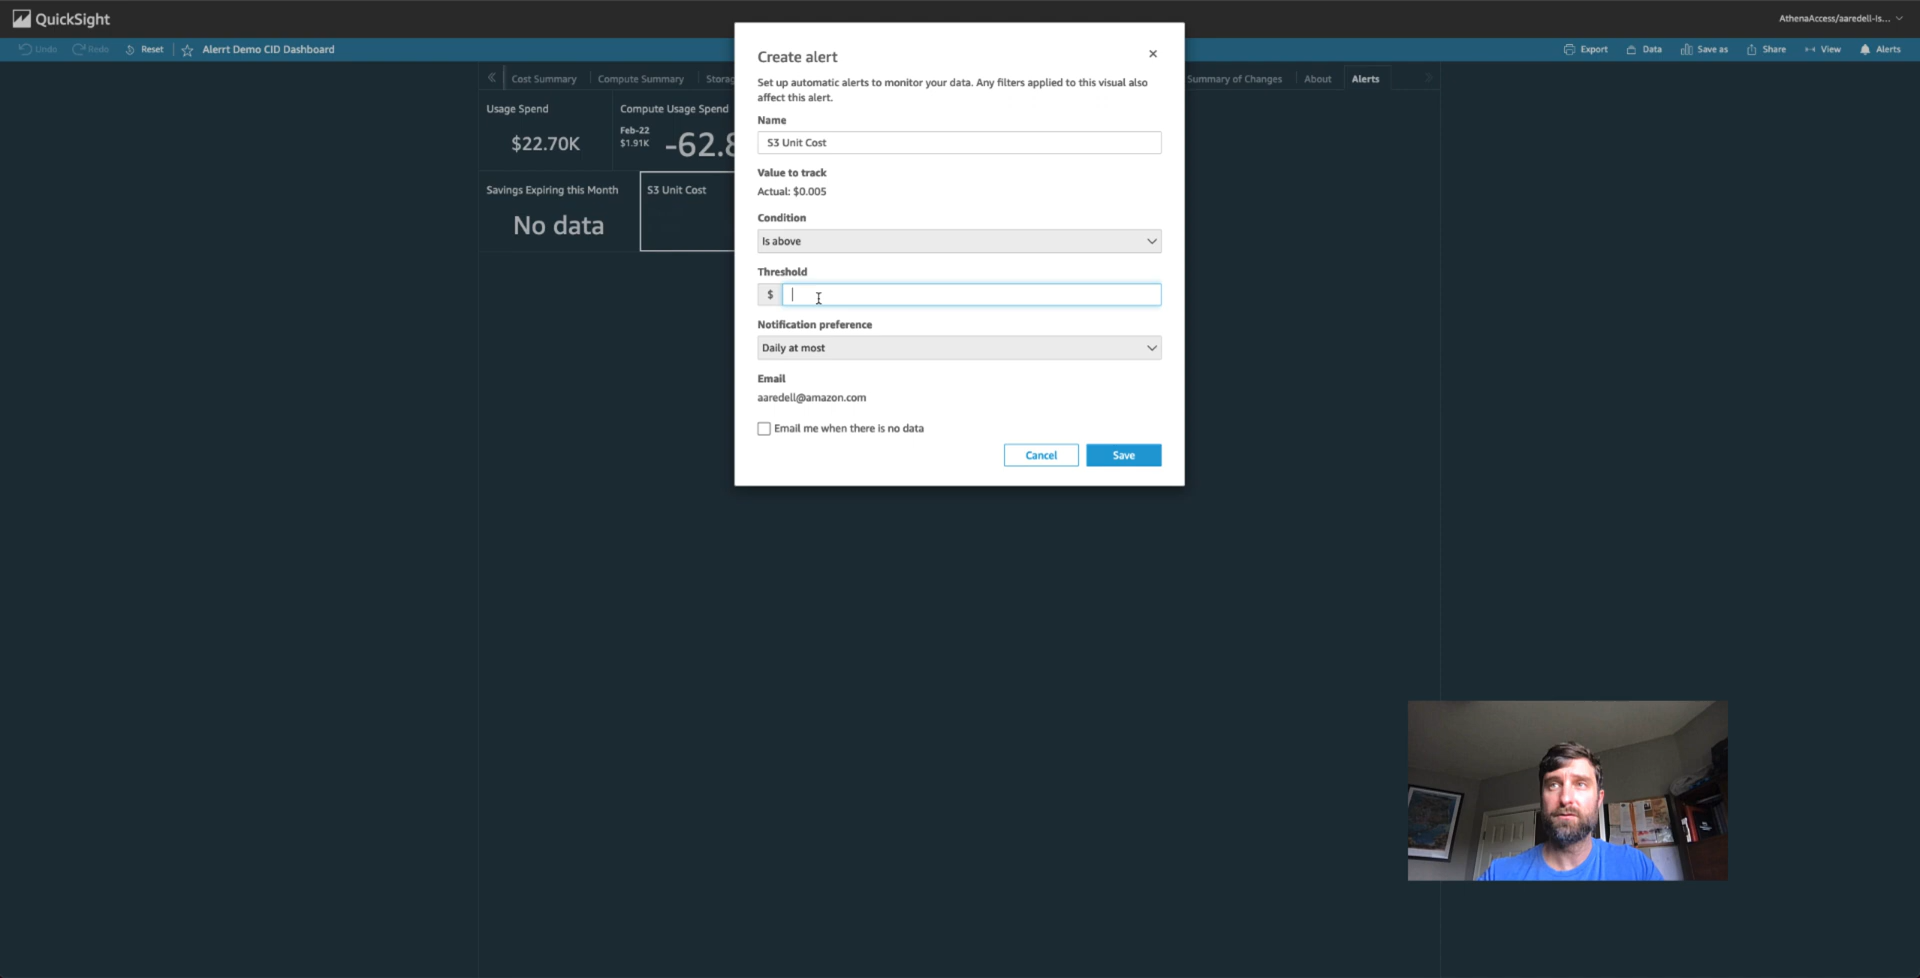 QuickSight
AthenaAccess/aaredell-Is...
Undo Redo Reset Alerrt Demo CID Dashboard
Export Data Save as Share View Alerts
Cost Summary Compute Summary Summary of Changes About Alerts
Usage Spend
$22.70K
Compute Usage Spend
Feb-22
$1.91K
-62.8
Savings Expiring this Month
No data
S3 Unit Cost
Create alert
Set up automatic alerts to monitor your data. Any filters applied to this visual also
affect this alert.
Name
S3 Unit Cost
Value to track
Actual: $0.005
Condition
Is above
Threshold
$
Notification preference
Daily at most
Email
aaredell@amazon.com
Email me when there is no data
Cancel Save